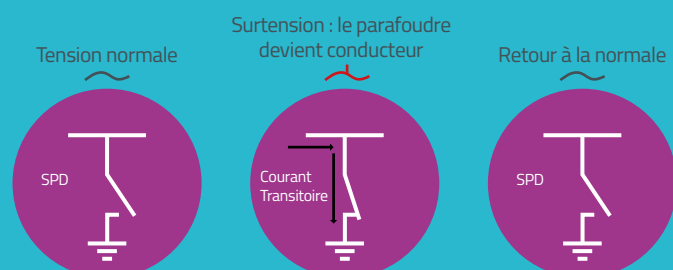 Tension normale
Surtension : le parafoudre
devient conducteur
Retour à la normale
SPD
Courant
Transitoire
SPD